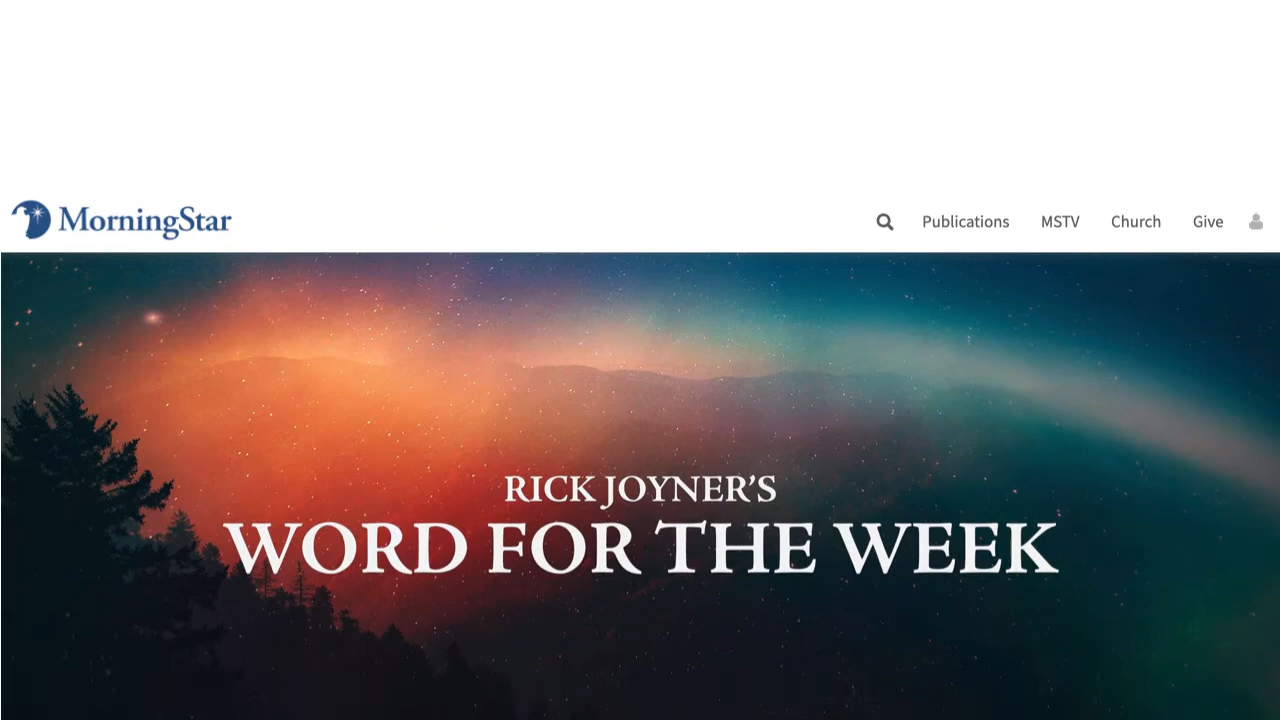 MorningStar
Publications MSTV Church Give
RICK JOYNER'S
WORD FOR THE WEEK